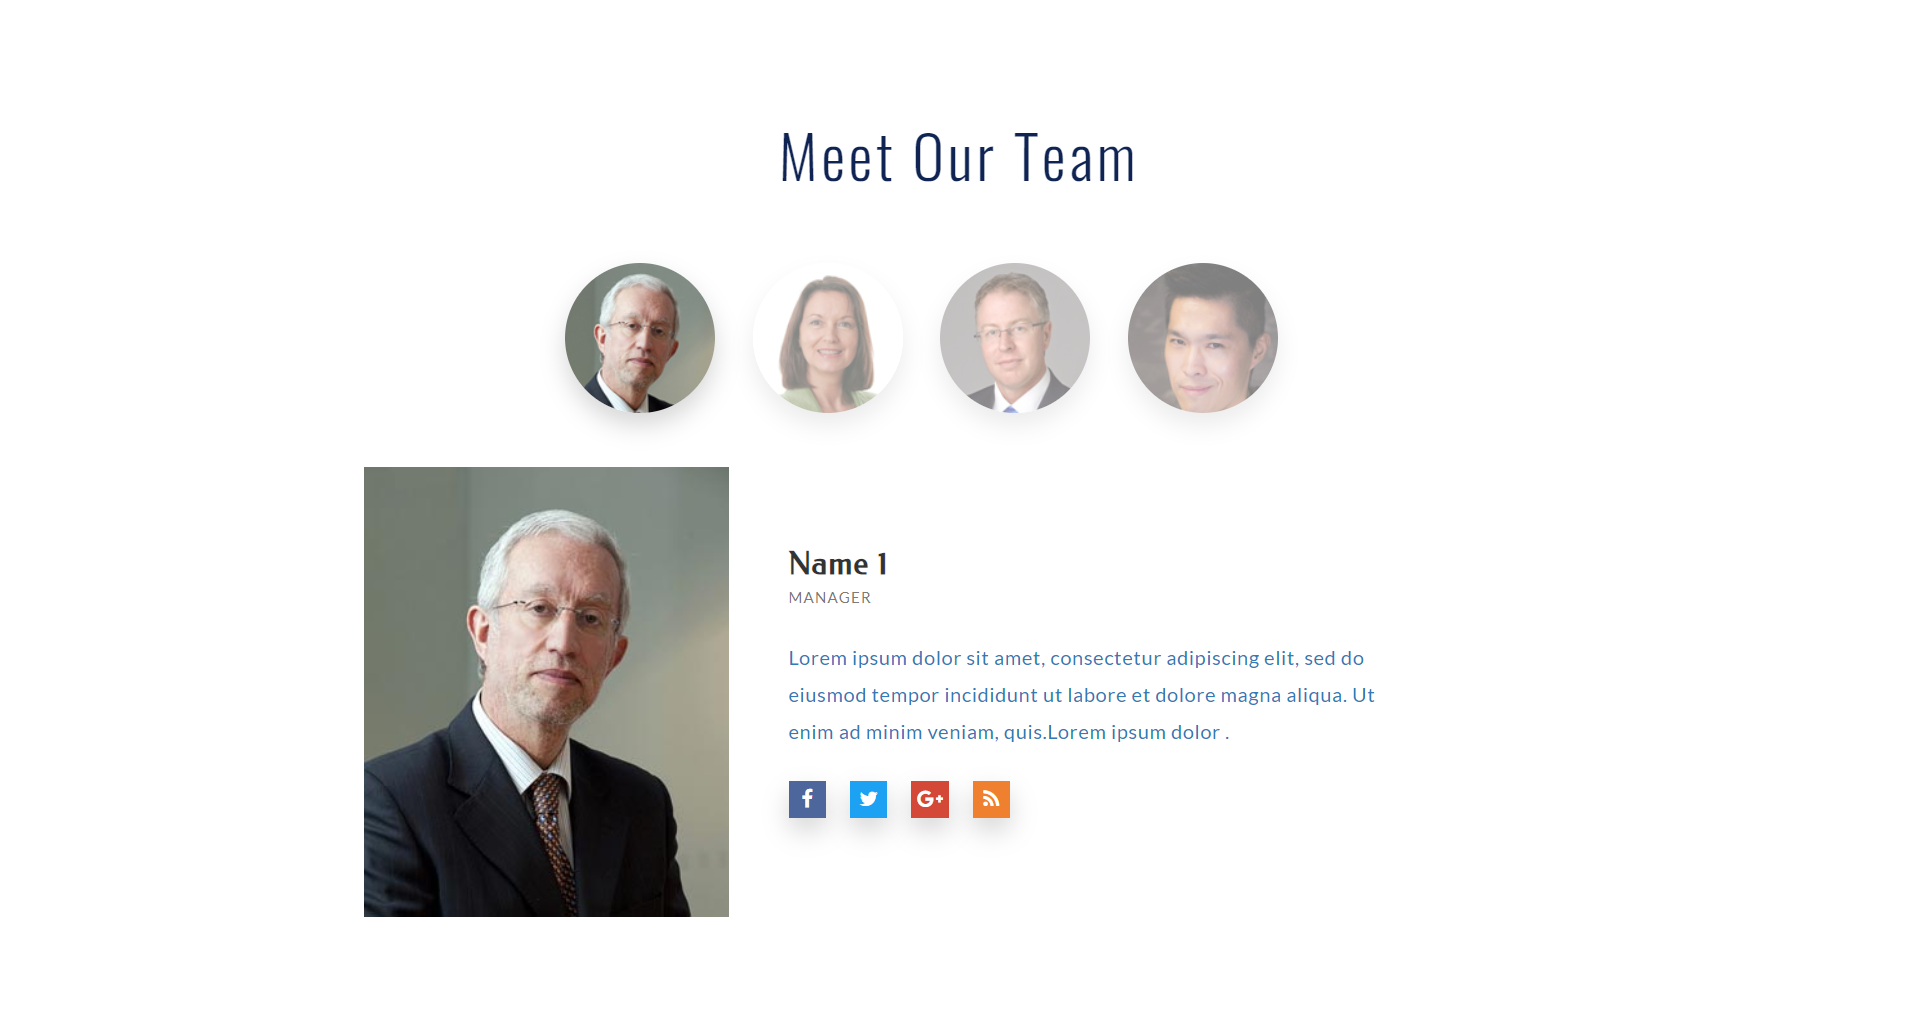 Meet Our Team
Name 1
MANAGER
Lorem ipsum dolor sit amet, consectetur adipiscing elit, sed do
eiusmod tempor incididunt ut labore et dolore magna aliqua. Ut
enim ad minim veniam, quis.Lorem ipsum dolor .